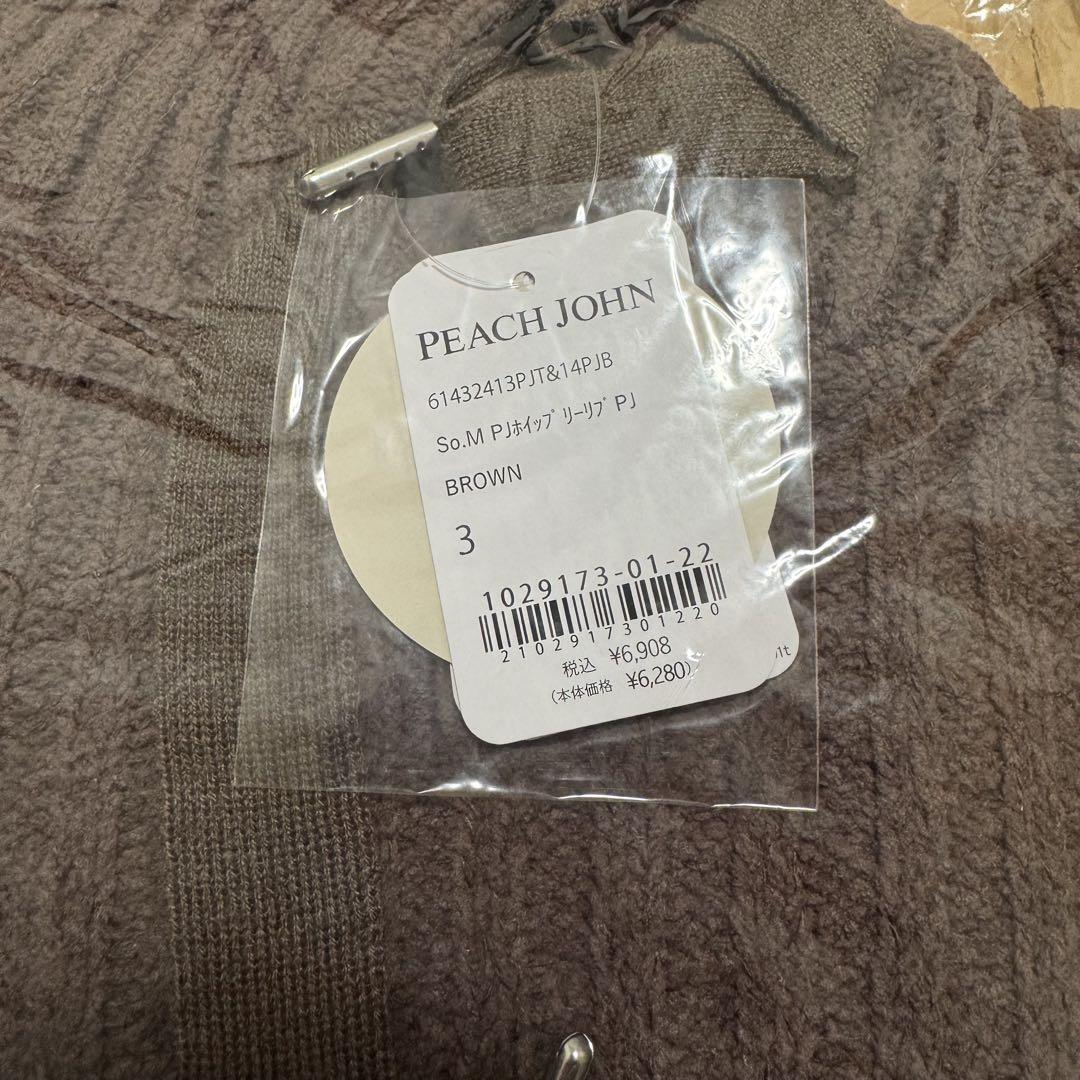 PEACH JOHN
61432413PJT&14PJB
So.M PJﾎｲｯﾌﾟ ﾘｰﾘﾌﾞ PJ
BROWN
3
1029173-01-22
2102917301220
税込 ¥6,908
(本体価格 ¥6,280)